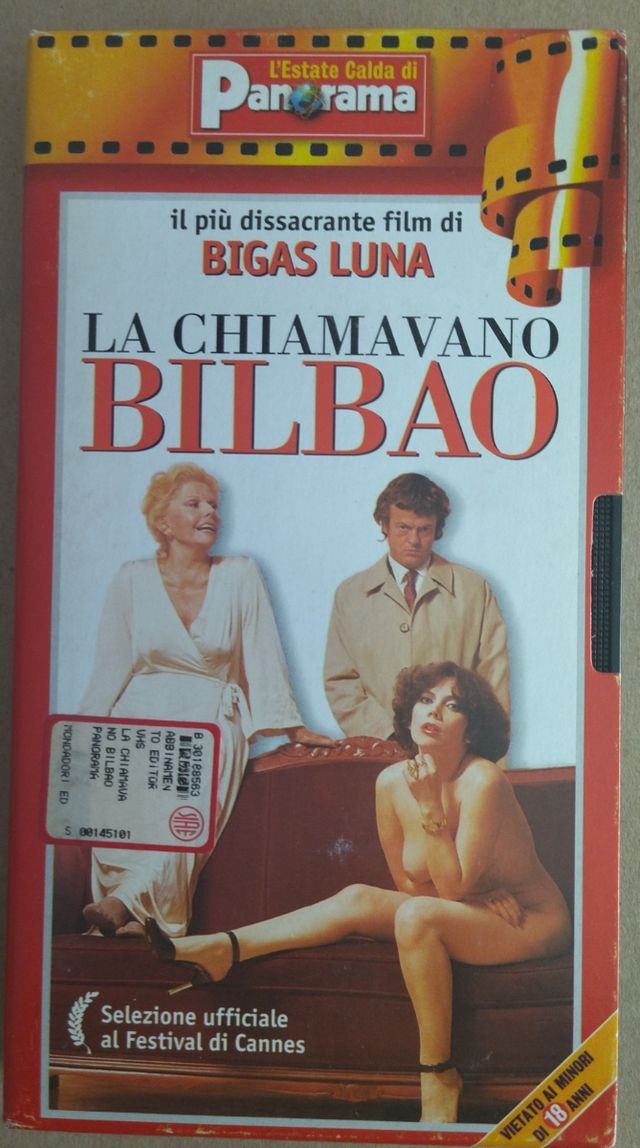 L'Estate Calda di
Panorama
il più dissacrante film di
BIGAS LUNA
LA CHIAMAVANO
BILBAO
B 30188563
ABBINAMEN
TO EDITOR
VHS
LA CHIAMAVA
NO BILBAO
PANORAMA
MONDADORI ED
SIAE
S 00145101
Selezione ufficiale
al Festival di Cannes
VIETATO AI MINORI
DI 18 ANNI